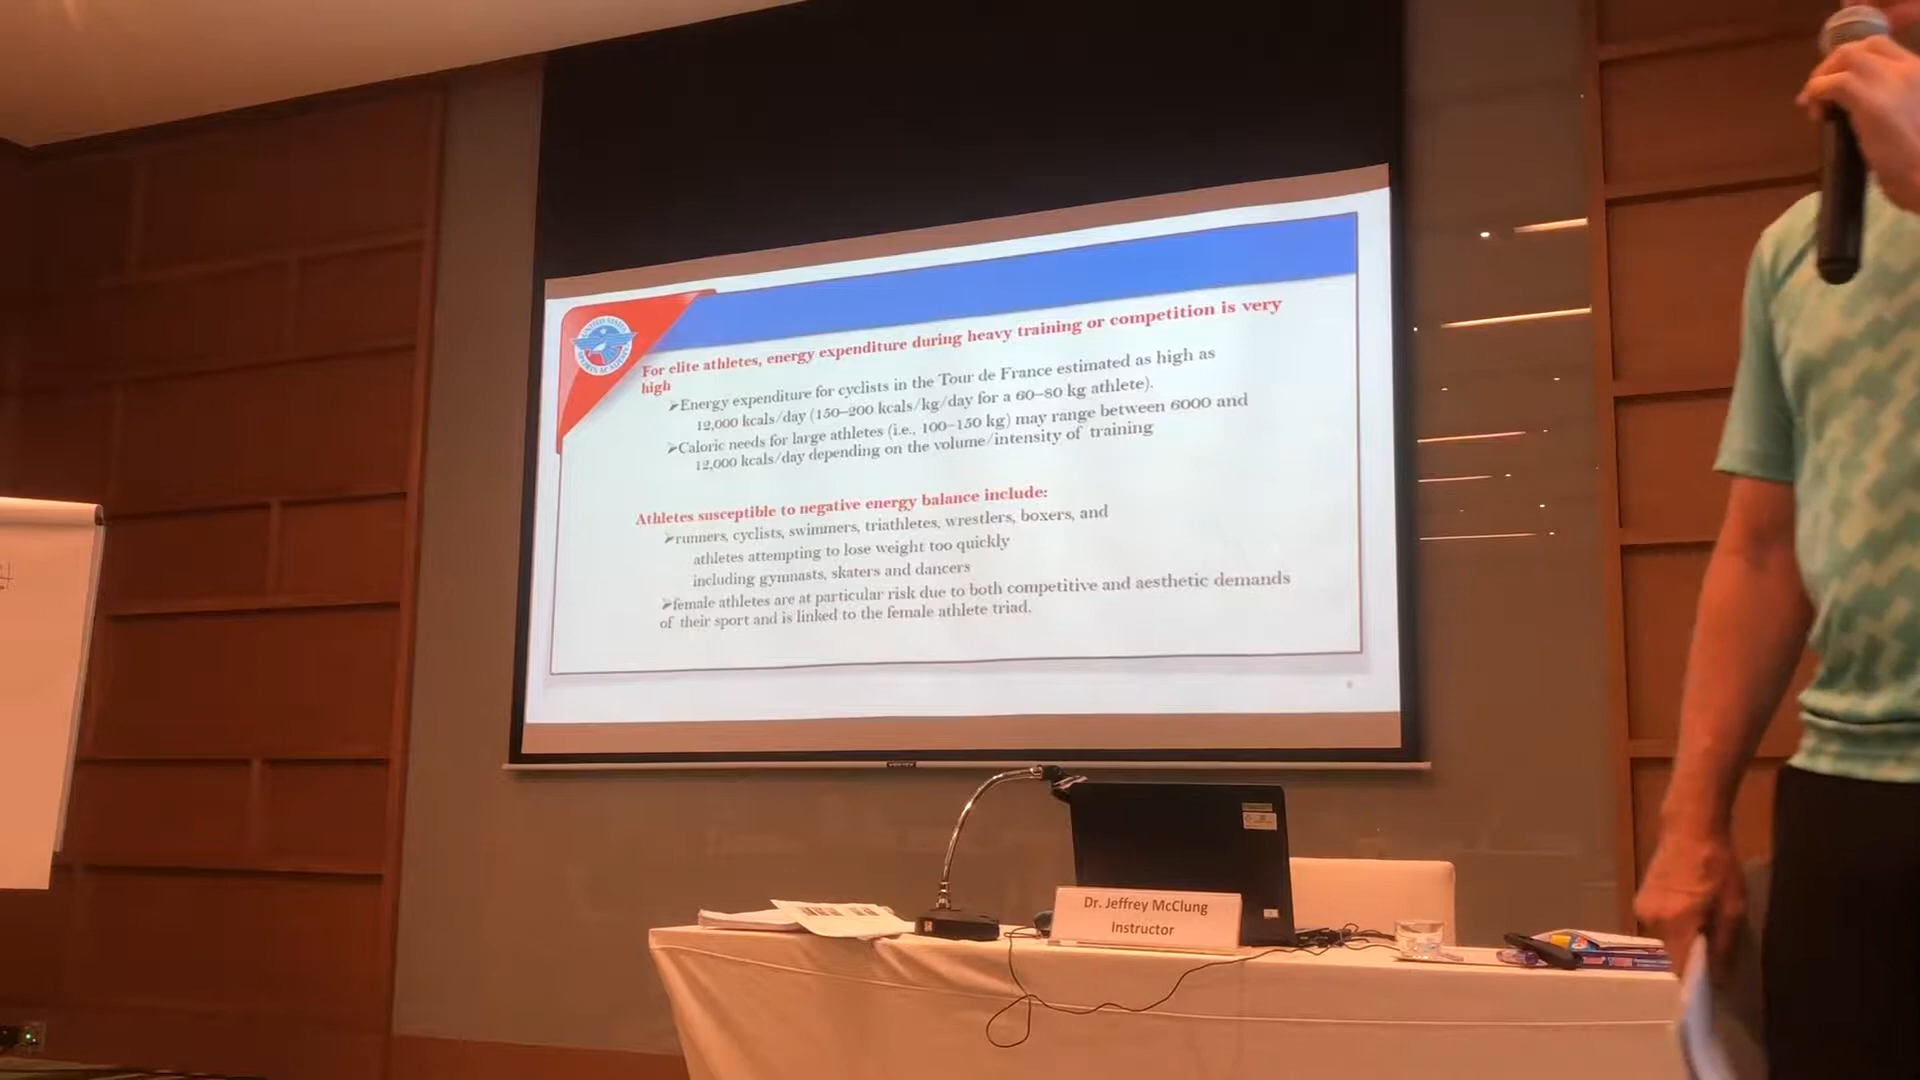 UNITED STATES
SPORTS ACADEMY
For elite athletes, energy expenditure during heavy training or competition is very
high
➢Energy expenditure for cyclists in the Tour de France estimated as high as
12,000 kcals/day (150–200 kcals/kg/day for a 60–80 kg athlete).
➢Caloric needs for large athletes (i.e., 100–150 kg) may range between 6000 and
12,000 kcals/day depending on the volume/intensity of training
Athletes susceptible to negative energy balance include:
➢runners, cyclists, swimmers, triathletes, wrestlers, boxers, and
athletes attempting to lose weight too quickly
including gymnasts, skaters and dancers
➢female athletes are at particular risk due to both competitive and aesthetic demands
of their sport and is linked to the female athlete triad.
Dr. Jeffrey McClung
Instructor